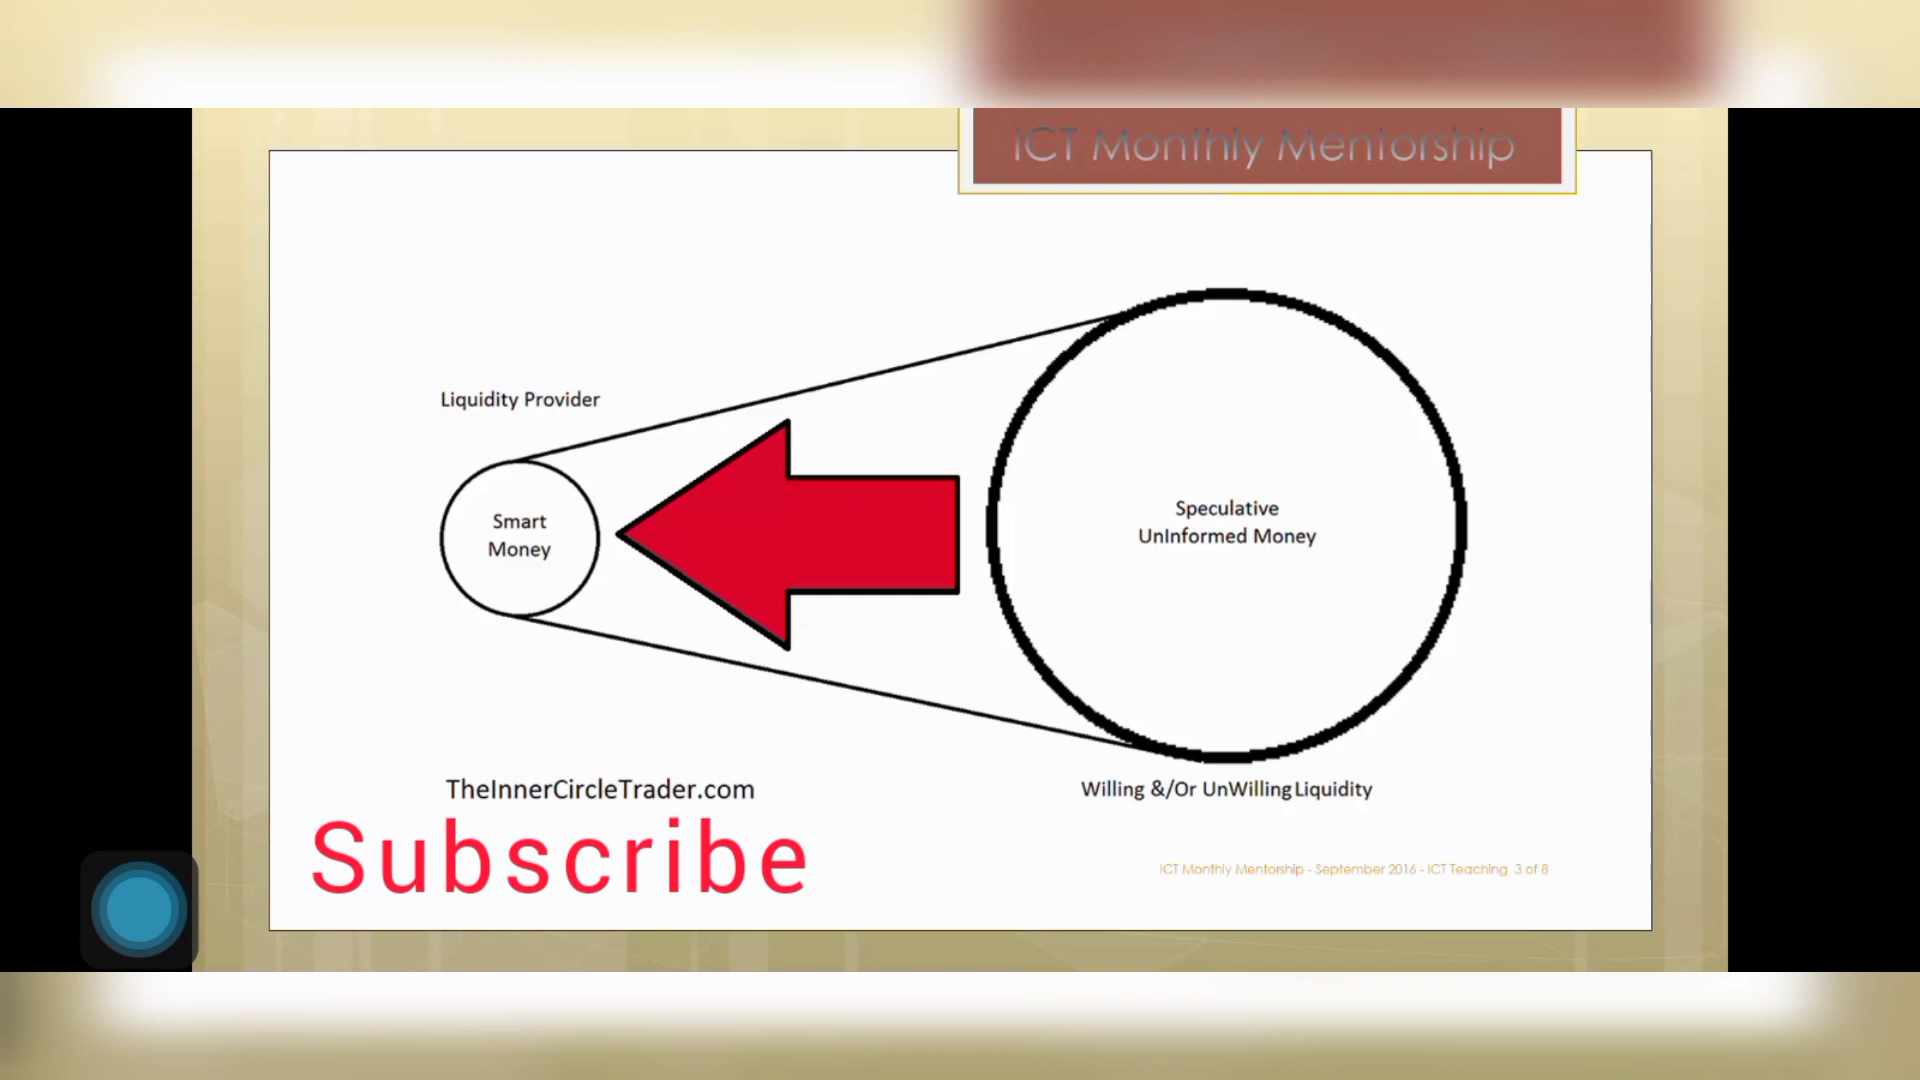 ICT Monthly Mentorship
Liquidity Provider
Smart
Money
Speculative
UnInformed Money
TheInnerCircleTrader.com
Willing &/Or UnWilling Liquidity
Subscribe
ICT Monthly Mentorship - September 2016 - ICT Teaching 3 of 8